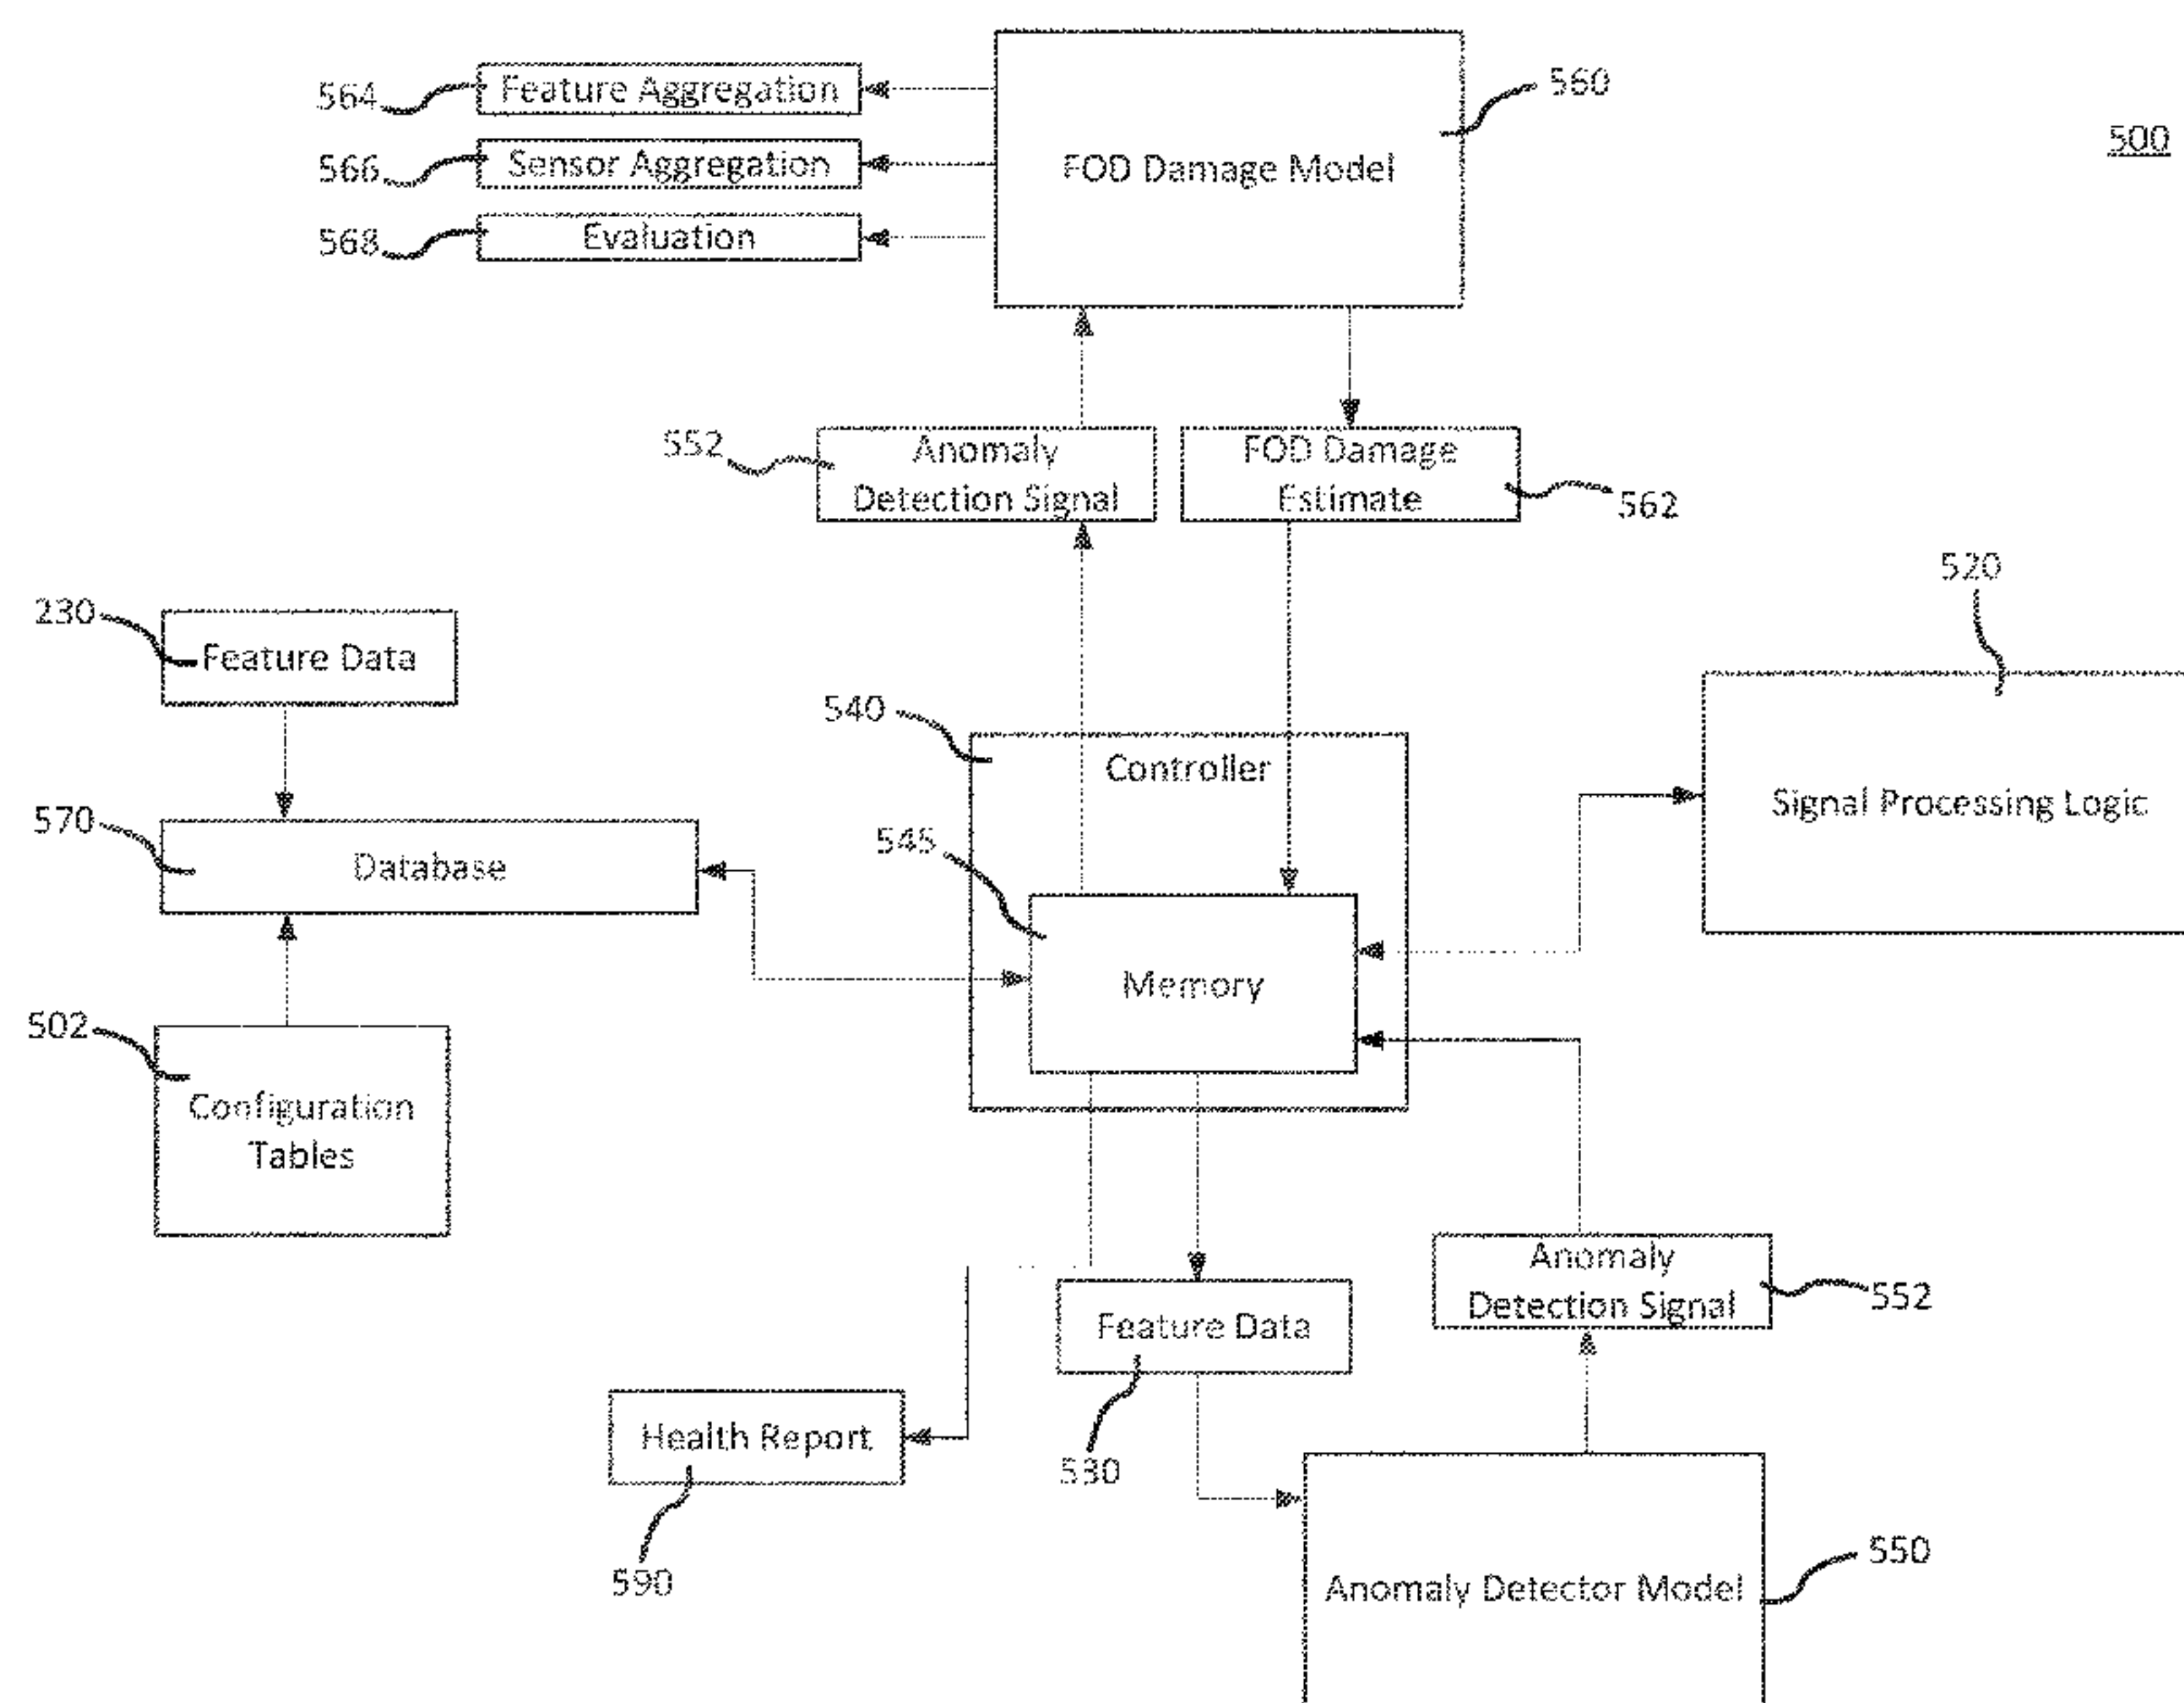 564
Feature Aggregation
560
500
566
Sensor Aggregation
FOD Damage Model
568
Evaluation
552
Anomaly
Detection Signal
FOD Damage
Estimate
562
520
230
Feature Data
540
Controller
Signal Processing Logic
570
Database
545
Memory
502
Configuration
Tables
Anomaly
Detection Signal
552
Feature Data
530
Health Report
590
550
Anomaly Detector Model